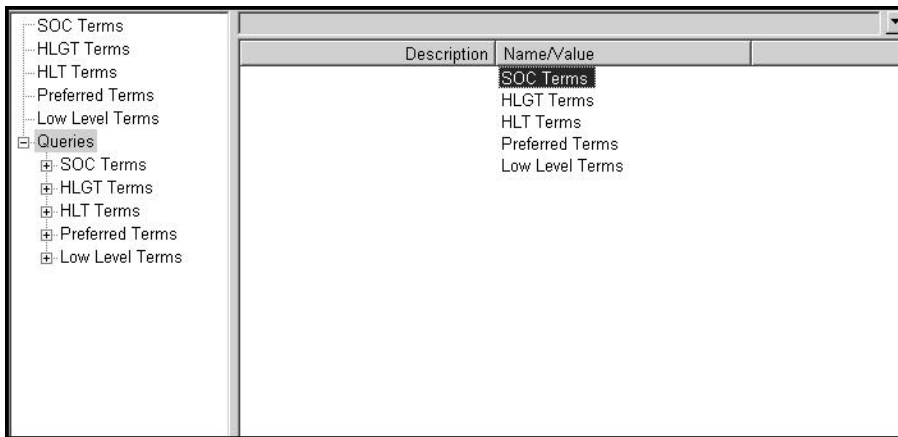 SOC Terms
HLGT Terms
HLT Terms
Preferred Terms
Low Level Terms
Queries
SOC Terms
HLGT Terms
HLT Terms
Preferred Terms
Low Level Terms
Description Name/Value
SOC Terms
HLGT Terms
HLT Terms
Preferred Terms
Low Level Terms